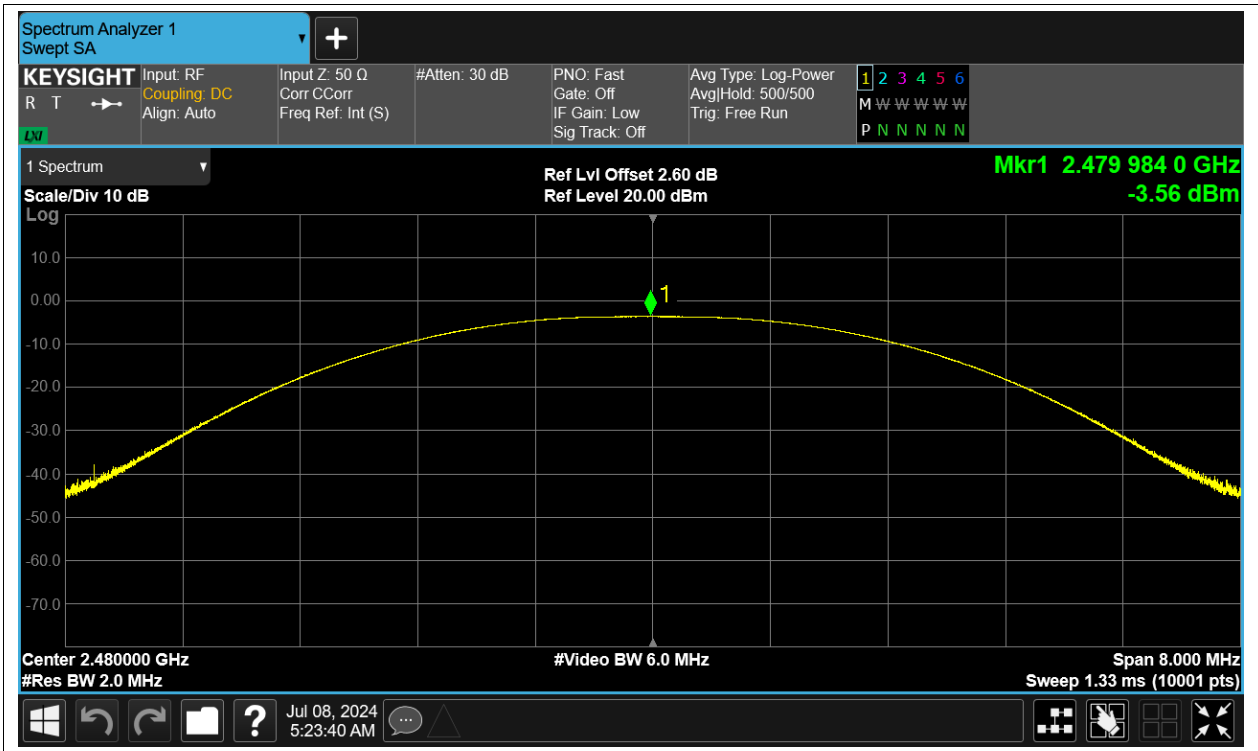 Spectrum Analyzer 1
Swept SA
KEYSIGHT
R T
LXI
Input: RF
Coupling: DC
Align: Auto
Input Z: 50 Ω
Corr CCorr
Freq Ref: Int (S)
#Atten: 30 dB
PNO: Fast
Gate: Off
IF Gain: Low
Sig Track: Off
Avg Type: Log-Power
Avg|Hold: 500/500
Trig: Free Run
1 2 3 4 5 6
M W W W W W
P N N N N N
1 Spectrum
Scale/Div 10 dB
Ref Lvl Offset 2.60 dB
Ref Level 20.00 dBm
Mkr1 2.479 984 0 GHz
-3.56 dBm
Log
10.0
0.00
-10.0
-20.0
-30.0
-40.0
-50.0
-60.0
-70.0
1
Center 2.480000 GHz
#Res BW 2.0 MHz
#Video BW 6.0 MHz
Span 8.000 MHz
Sweep 1.33 ms (10001 pts)
?
Jul 08, 2024
5:23:40 AM